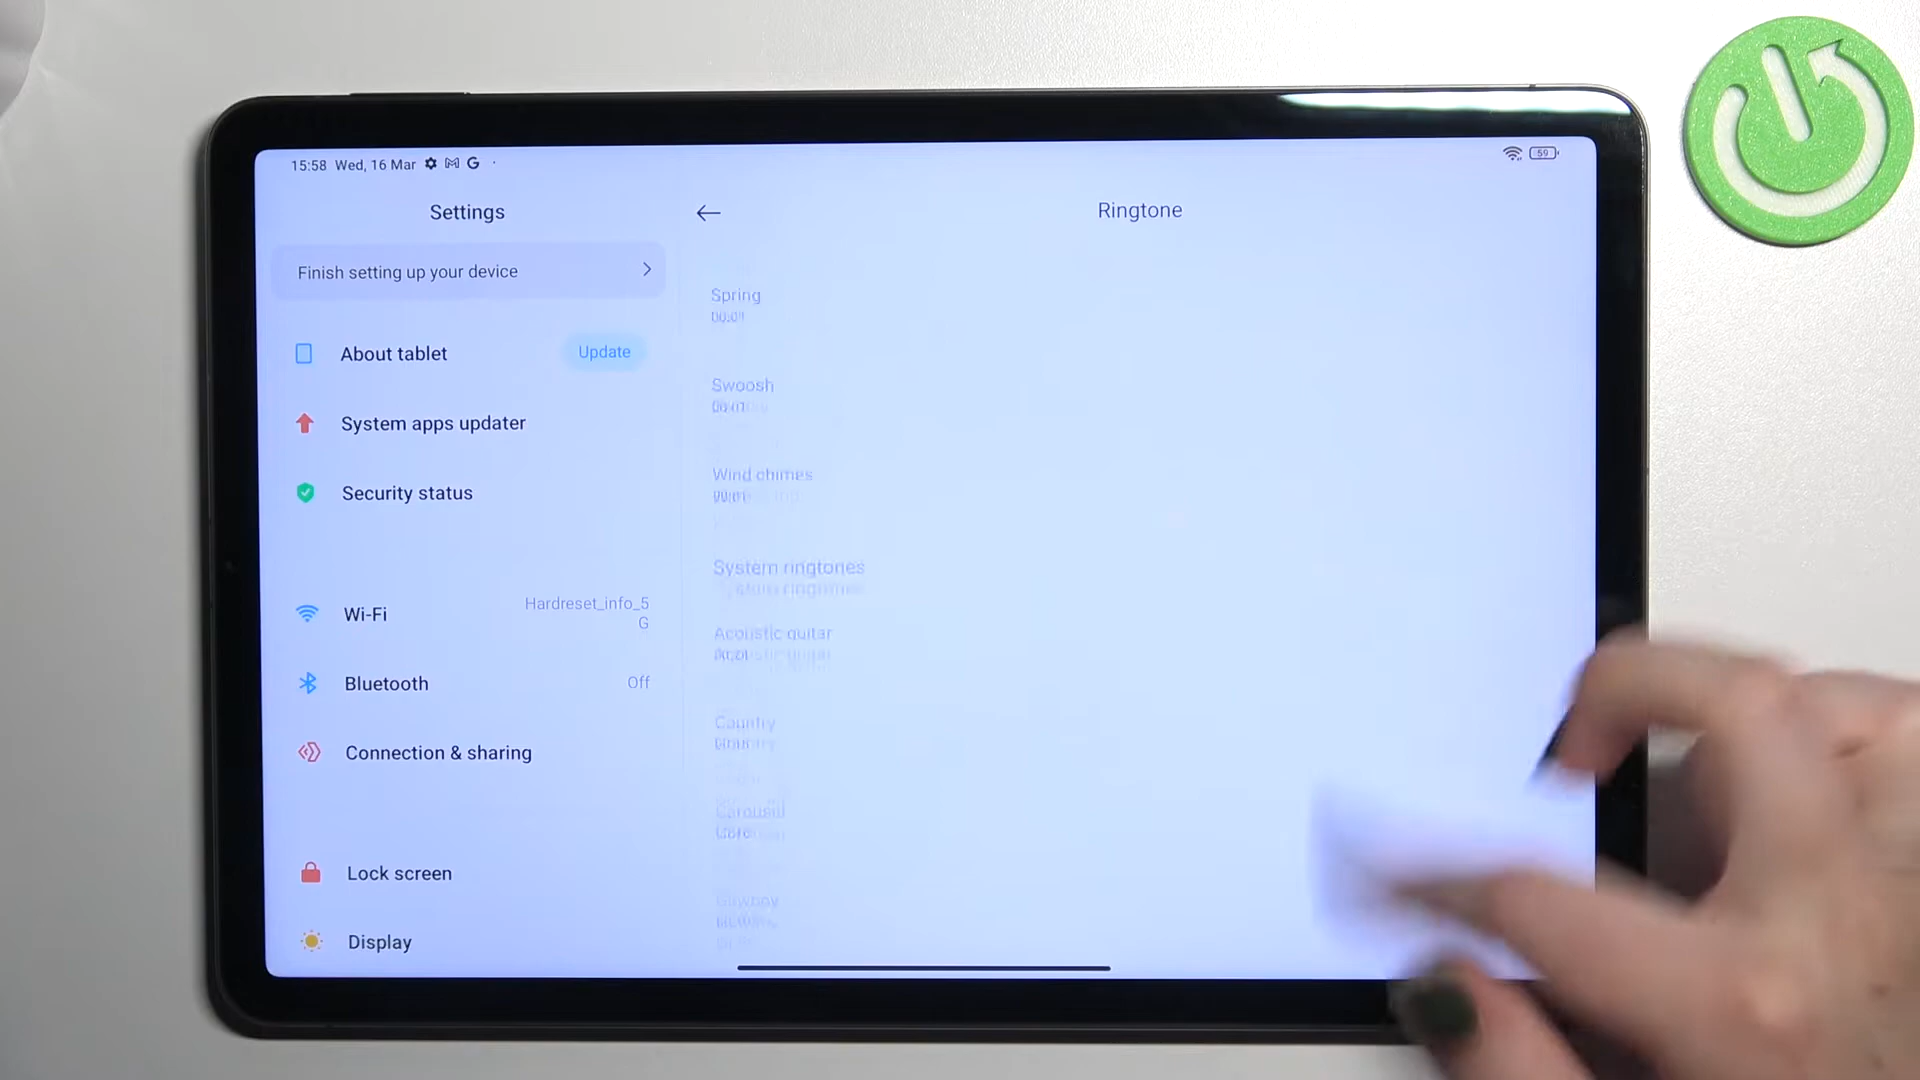 15:58 Wed, 16 Mar
59
Settings
Ringtone
Finish setting up your device
About tablet
Update
System apps updater
Security status
Wi-Fi
Hardreset_info_5
G
Bluetooth
Off
Connection & sharing
Lock screen
Display
Spring
Swoosh
Wind chimes
System ringtones
Acoustic guitar
Country
Carousel